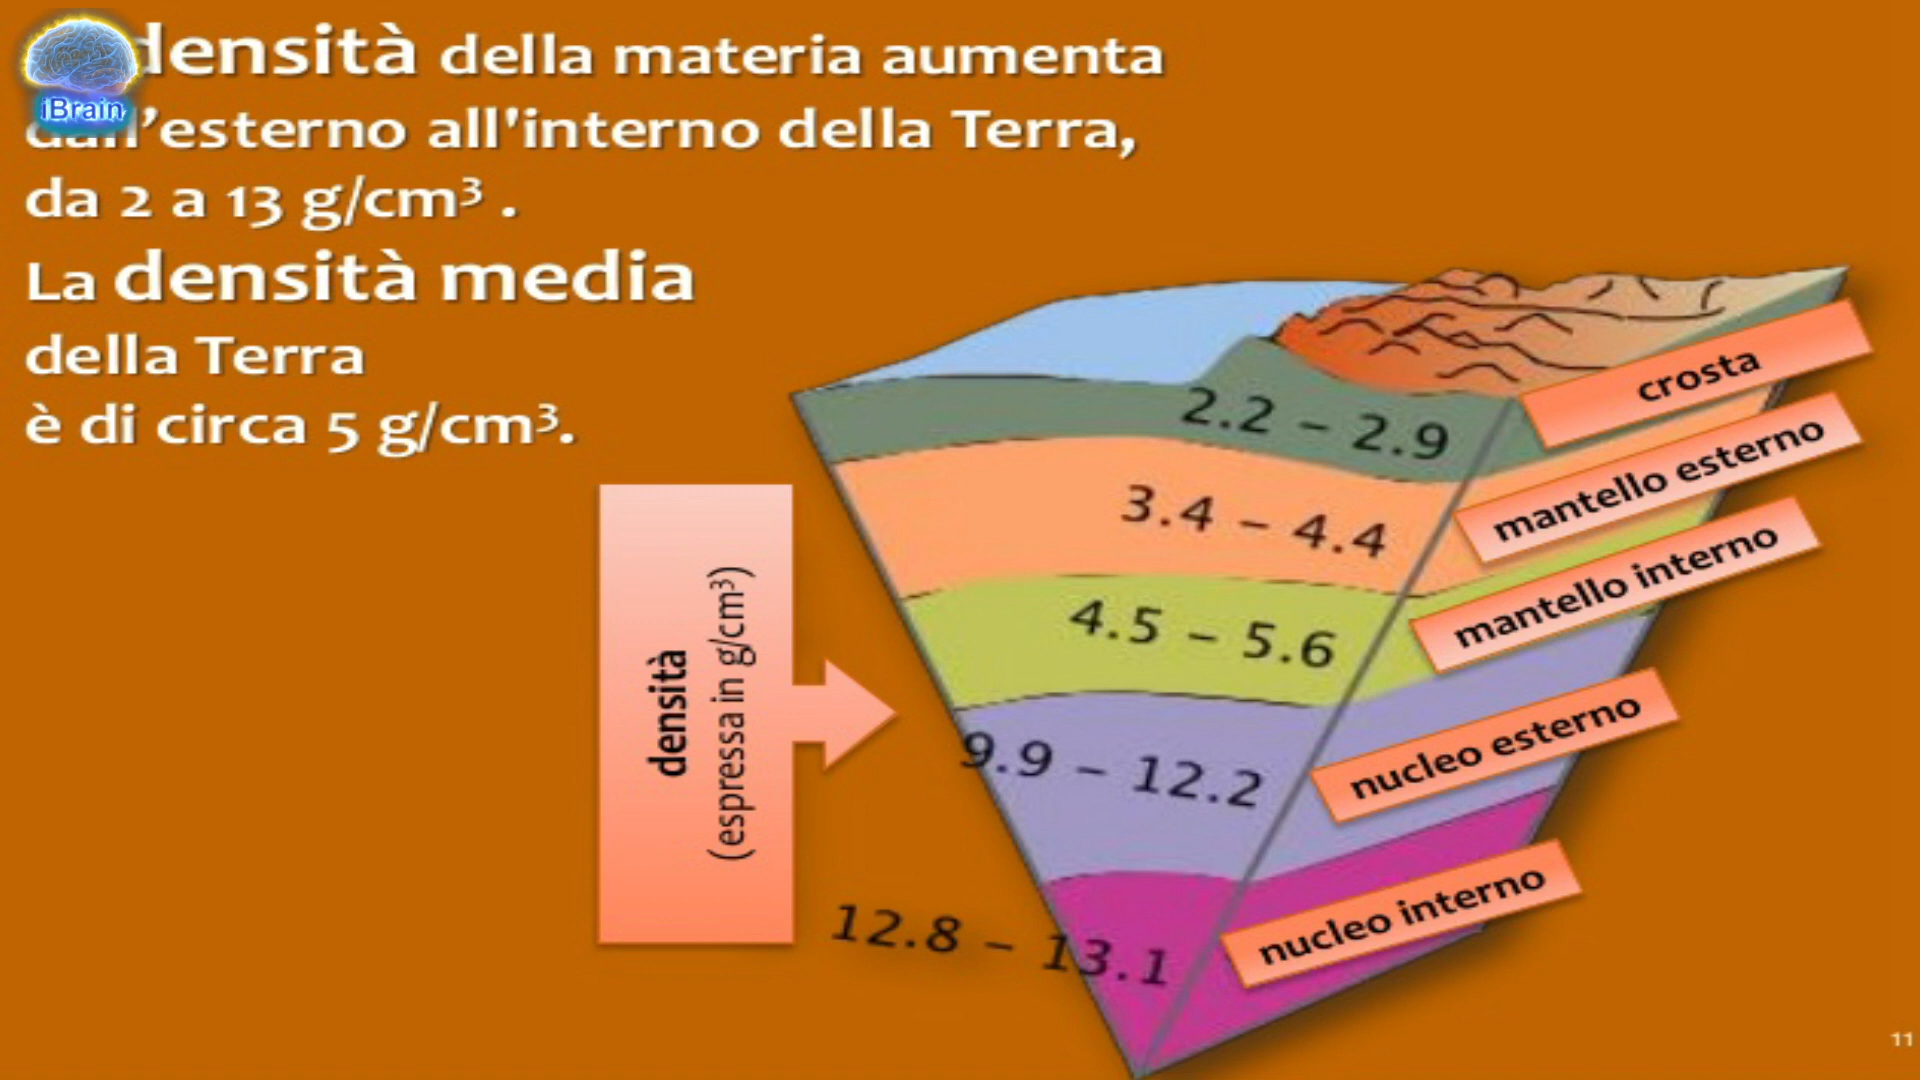 densità della materia aumenta
dall’esterno all'interno della Terra,
da 2 a 13 g/cm³ .
La densità media
della Terra
è di circa 5 g/cm³.
iBrain
densità
(espressa in g/cm³)
2.2 – 2.9
crosta
3.4 – 4.4
mantello esterno
4.5 – 5.6
mantello interno
9.9 – 12.2
nucleo esterno
12.8 – 13.1
nucleo interno
11